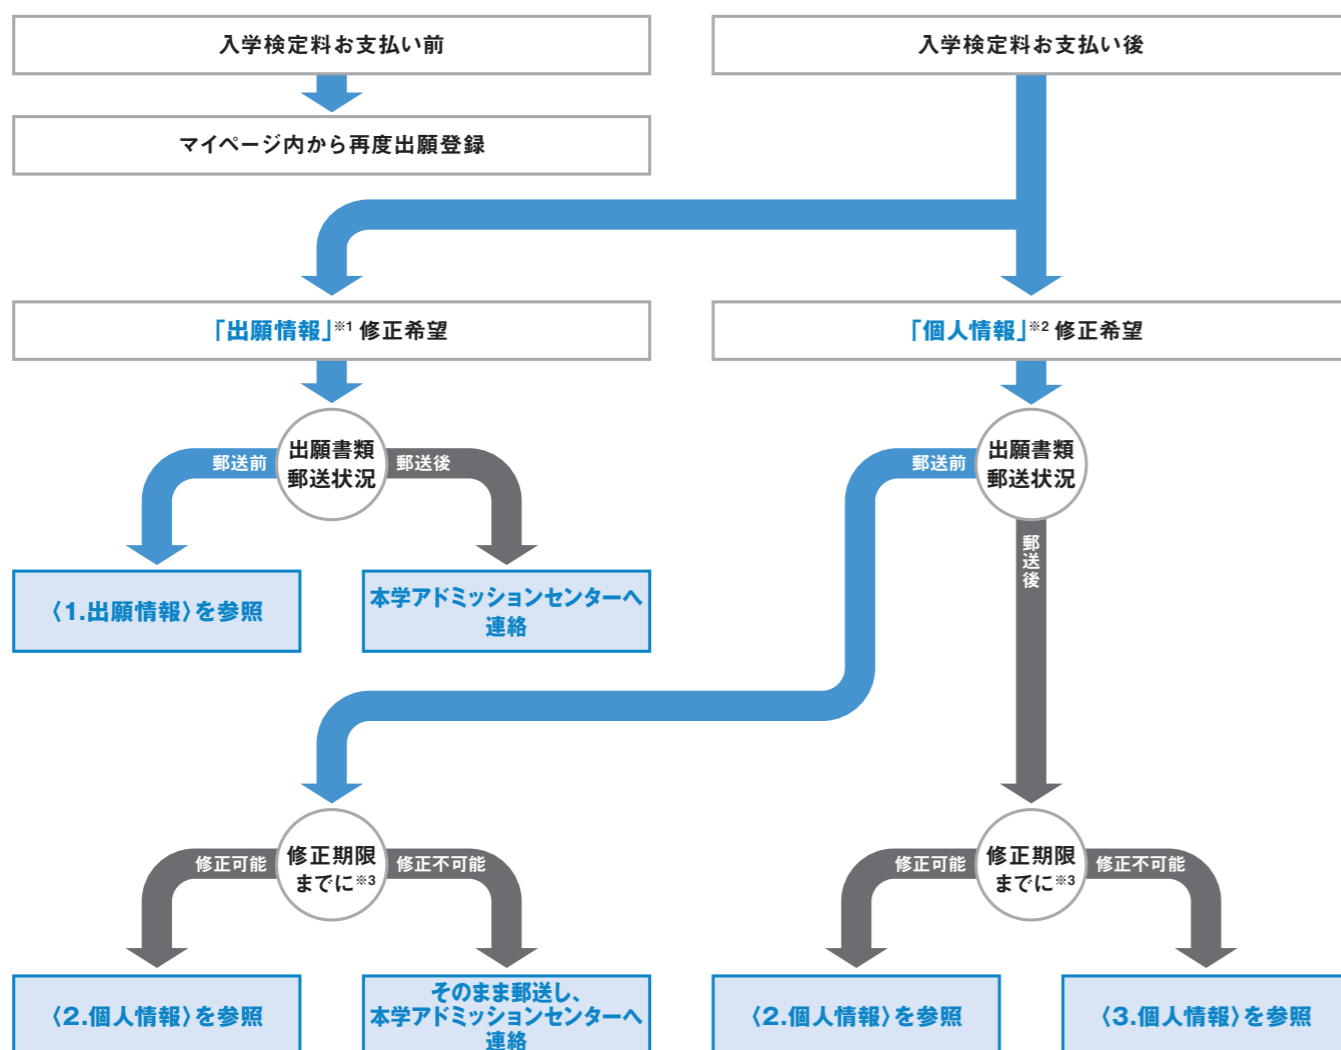 入学検定料お支払い前
入学検定料お支払い後
マイページ内から再度出願登録
「出願情報」※1 修正希望
「個人情報」※2 修正希望
郵送前
出願書類
郵送状況
郵送後
郵送前
出願書類
郵送状況
郵送後
〈1.出願情報〉を参照
本学アドミッションセンターへ
連絡
修正可能
修正期限
までに※3
修正不可能
修正可能
修正期限
までに※3
修正不可能
〈2.個人情報〉を参照
そのまま郵送し、
本学アドミッションセンターへ
連絡
〈2.個人情報〉を参照
〈3.個人情報〉を参照